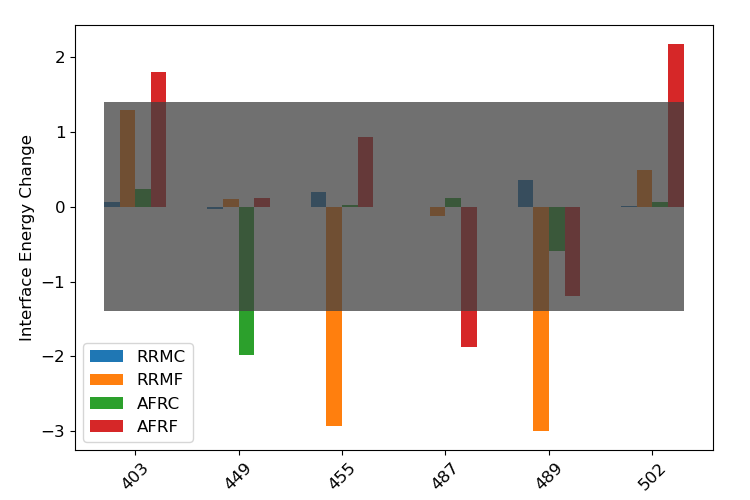 Interface Energy Change
2
1
0
−1
−2
−3
RRMC
RRMF
AFRC
AFRF
403
449
455
487
489
502